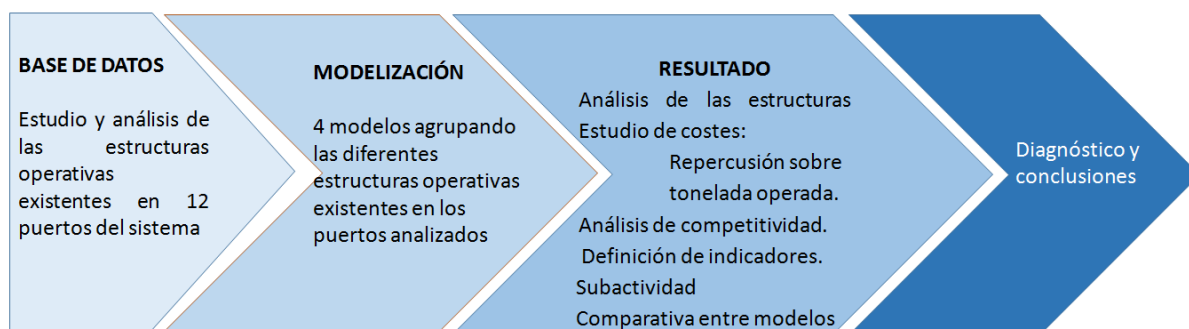 BASE DE DATOS
Estudio y análisis de
las estructuras
operativas
existentes en 12
puertos del sistema
MODELIZACIÓN
4 modelos agrupando
las diferentes
estructuras operativas
existentes en los
puertos analizados
RESULTADO
Análisis de las estructuras
Estudio de costes:
Repercusión sobre
tonelada operada.
Análisis de competitividad.
Definición de indicadores.
Subactividad
Comparativa entre modelos
Diagnóstico y
conclusiones